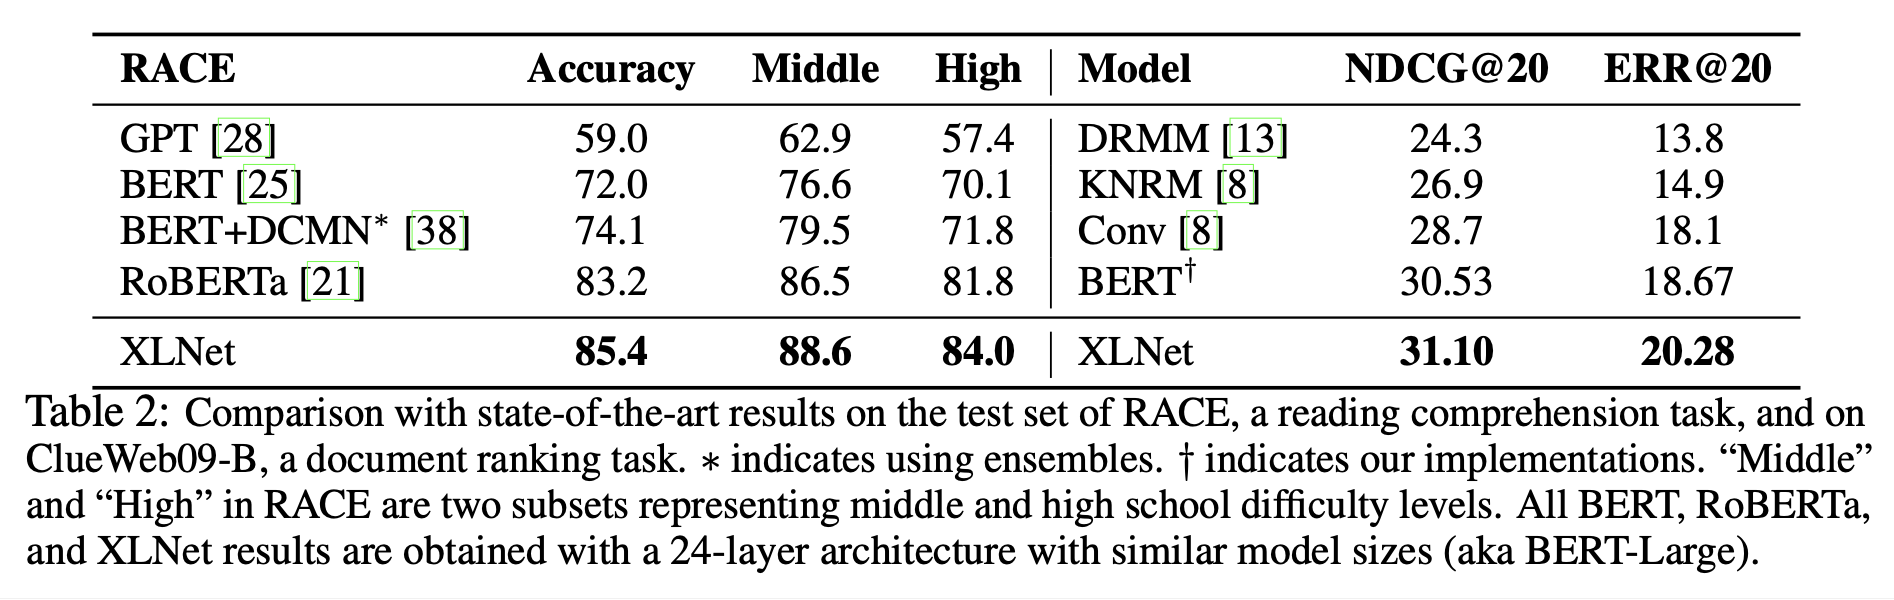 RACE Accuracy Middle High Model NDCG@20 ERR@20
GPT [28] 59.0 62.9 57.4 DRMM [13] 24.3 13.8
BERT [25] 72.0 76.6 70.1 KNRM [8] 26.9 14.9
BERT+DCMN* [38] 74.1 79.5 71.8 Conv [8] 28.7 18.1
RoBERTa [21] 83.2 86.5 81.8 BERT† 30.53 18.67
XLNet 85.4 88.6 84.0 XLNet 31.10 20.28
Table 2: Comparison with state-of-the-art results on the test set of RACE, a reading comprehension task, and on
ClueWeb09-B, a document ranking task. ∗ indicates using ensembles. † indicates our implementations. “Middle”
and “High” in RACE are two subsets representing middle and high school difficulty levels. All BERT, RoBERTa,
and XLNet results are obtained with a 24-layer architecture with similar model sizes (aka BERT-Large).